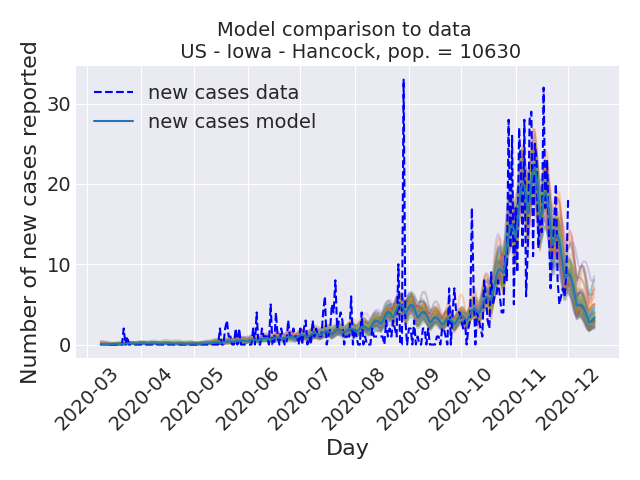 Model comparison to data
US - Iowa - Hancock, pop. = 10630
Number of new cases reported
30
20
10
0
new cases data
new cases model
2020-03
2020-04
2020-05
2020-06
2020-07
2020-08
2020-09
2020-10
2020-11
2020-12
Day